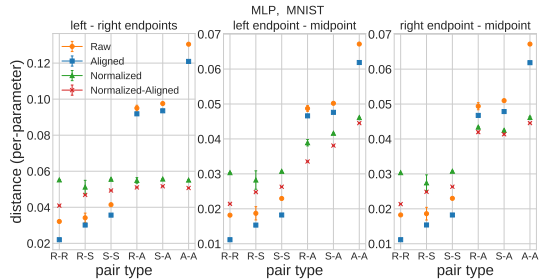 MLP, MNIST
left - right endpoints
left endpoint - midpoint
right endpoint - midpoint
distance (per-parameter)
0.12
0.10
0.08
0.06
0.04
0.02
Raw
Aligned
Normalized
Normalized-Aligned
R-R R-S S-S R-A S-A A-A
pair type
0.07
0.06
0.05
0.04
0.03
0.02
0.01
R-R R-S S-S R-A S-A A-A
pair type
0.07
0.06
0.05
0.04
0.03
0.02
0.01
R-R R-S S-S R-A S-A A-A
pair type